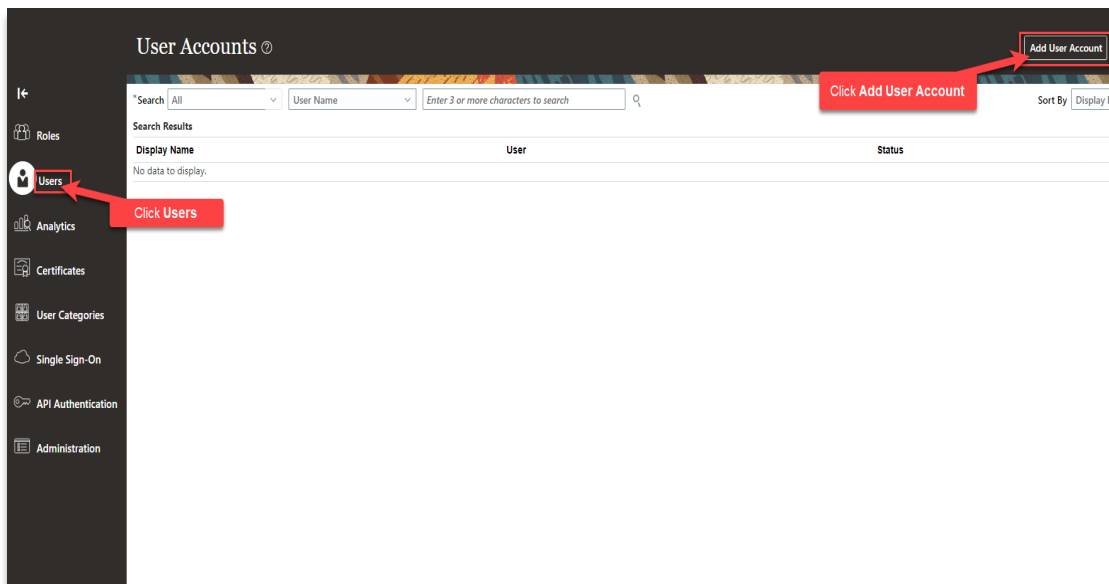 User Accounts
Add User Account
Click Add User Account
*Search All User Name Enter 3 or more characters to search Sort By Display
Search Results
Display Name User Status
No data to display.
Roles
Users
Click Users
Analytics
Certificates
User Categories
Single Sign-On
API Authentication
Administration